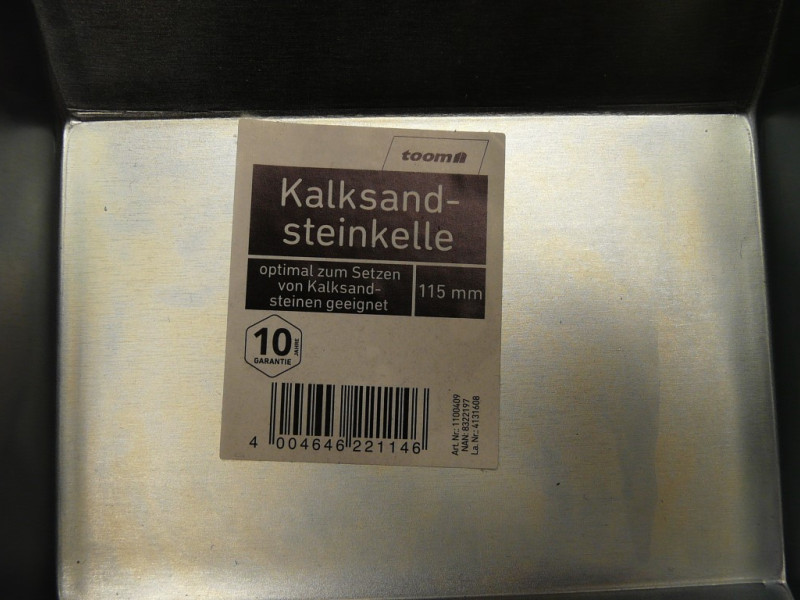 toom
Kalksand-
steinkelle
optimal zum Setzen
von Kalksand-
steinen geeignet
115 mm
10
JAHRE
GARANTIE
4 004646 221146
Art. Nr.: 1100409
NAN: 8322197
La. Nr.: 4131608